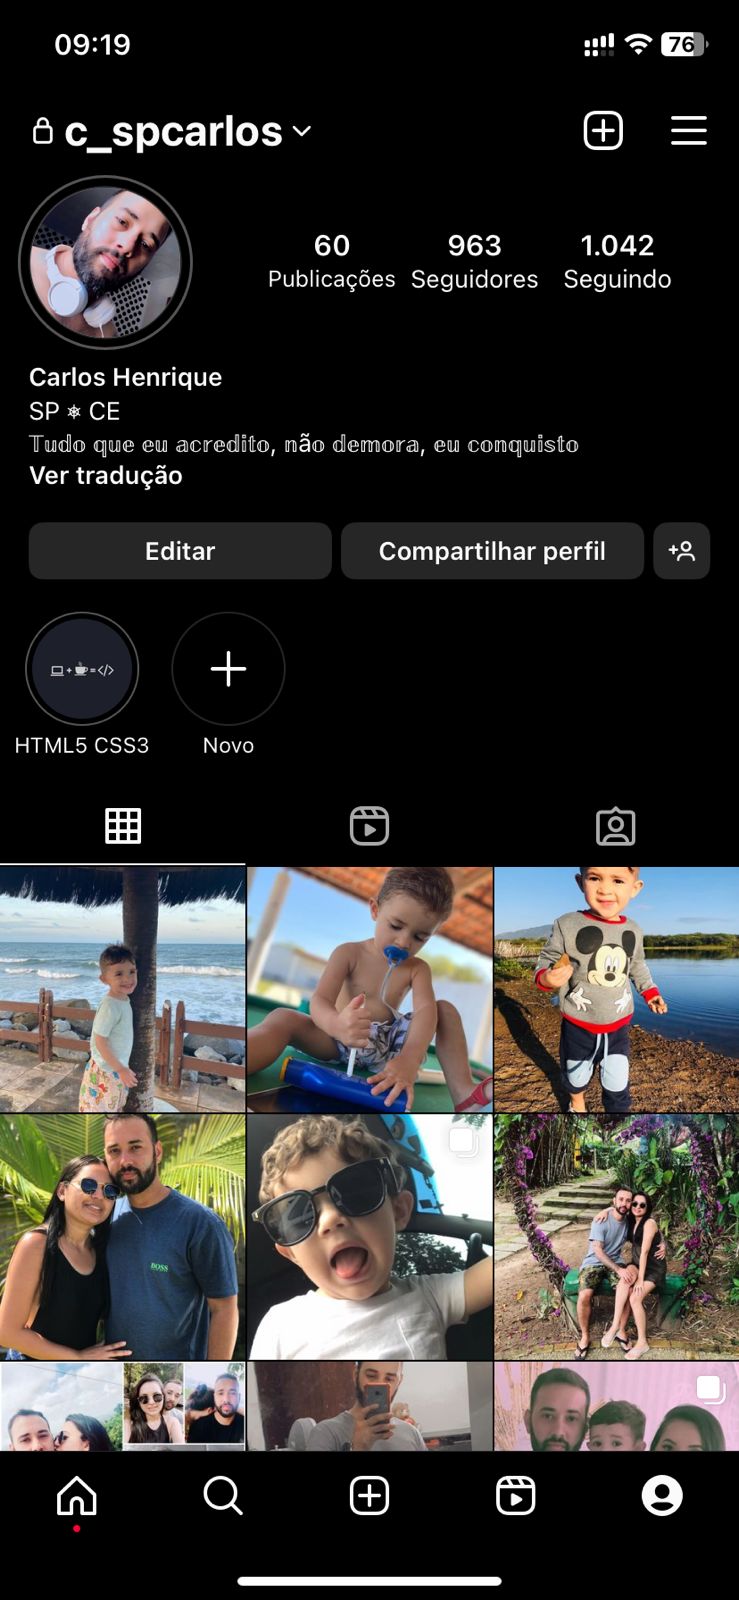 09:19
76
c_spcarlos
60
963
1.042
Publicações
Seguidores
Seguindo
Carlos Henrique
SP ⎈ CE
𝕋𝕦𝕕𝕠 𝕢𝕦𝕖 𝕖𝕦 𝕒𝕔𝕣𝕖𝕕𝕚𝕥𝕠, 𝕟ã𝕠 𝕕𝕖𝕞𝕠𝕣𝕒, 𝕖𝕦 𝕔𝕠𝕟𝕢𝕦𝕚𝕤𝕥𝕠
Ver tradução
Editar
Compartilhar perfil
HTML5 CSS3
Novo
BOSS